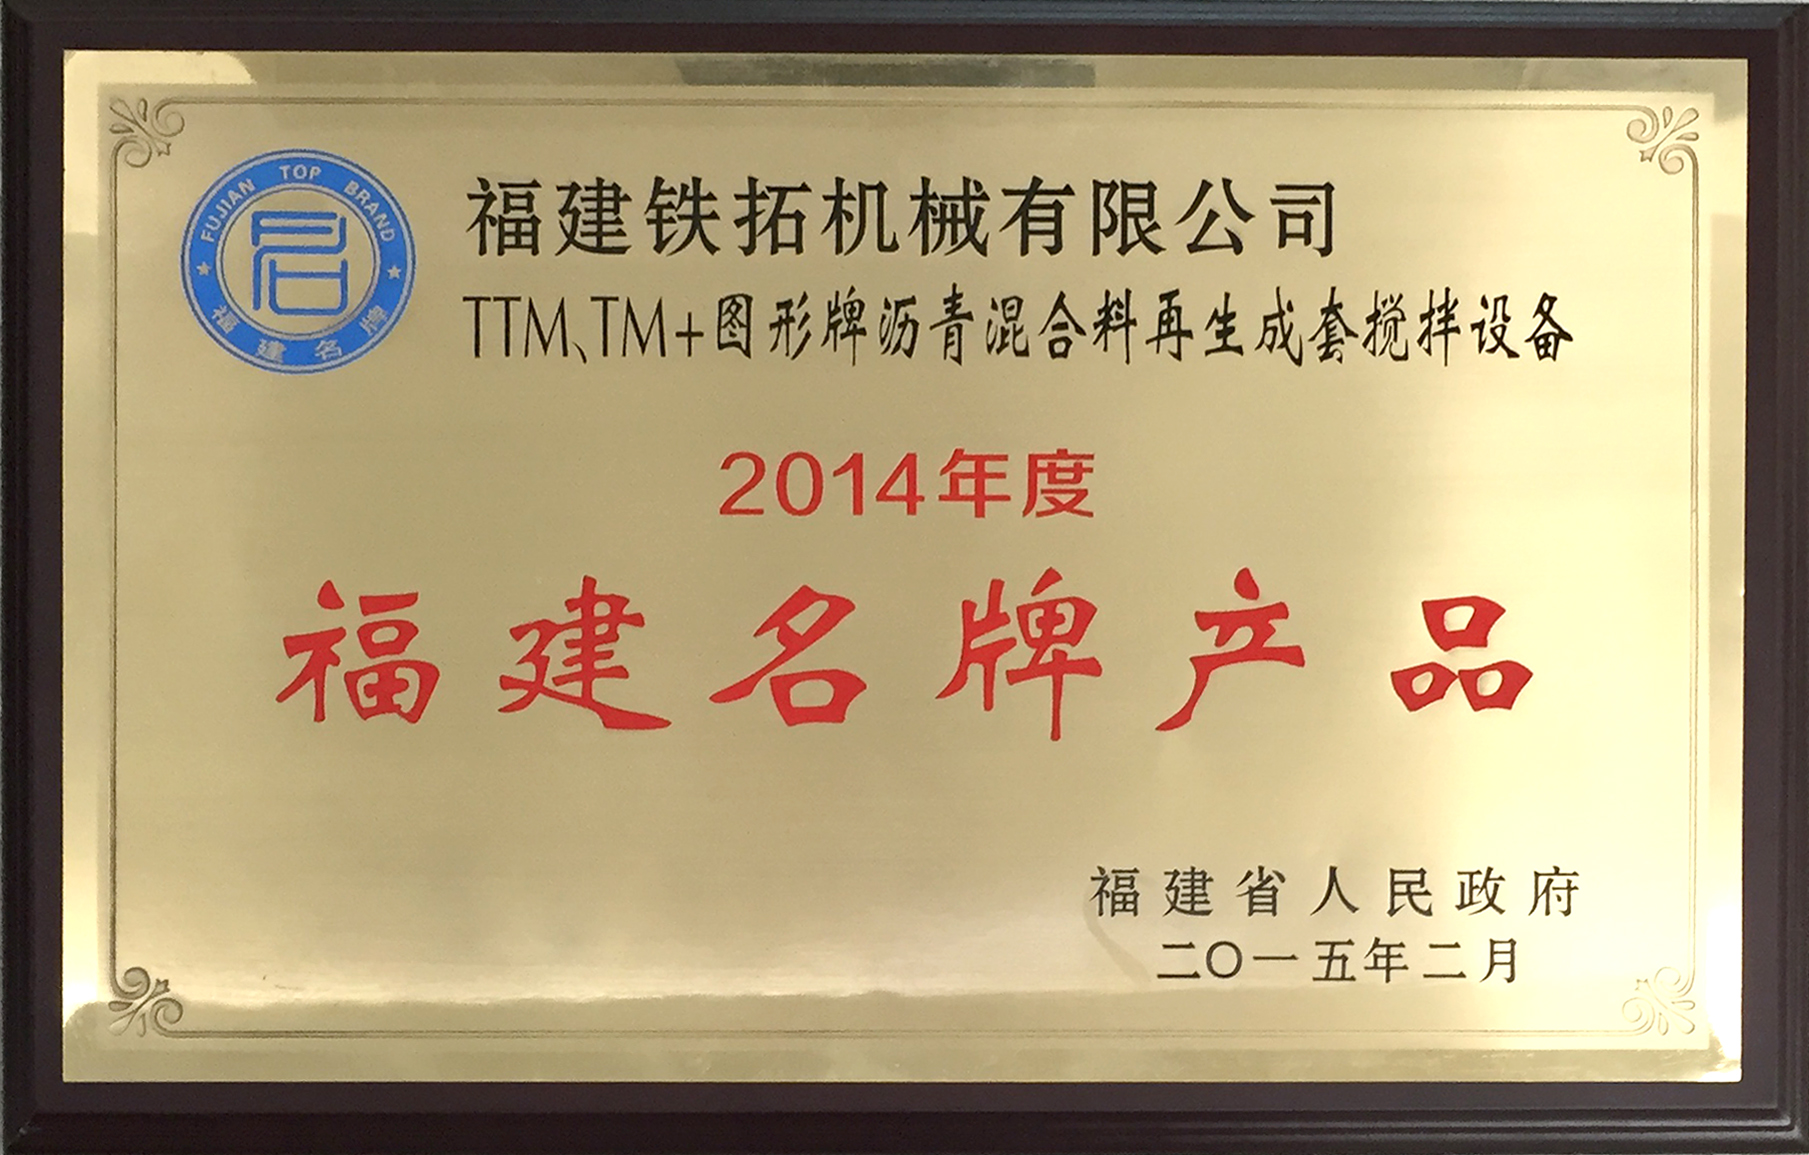 FUJIAN TOP BRAND
名
福建名牌
福建铁拓机械有限公司
TTM、TM+图形牌沥青混合料再生成套搅拌设备
2014年度
福建名牌产品
福建省人民政府
二〇一五年二月